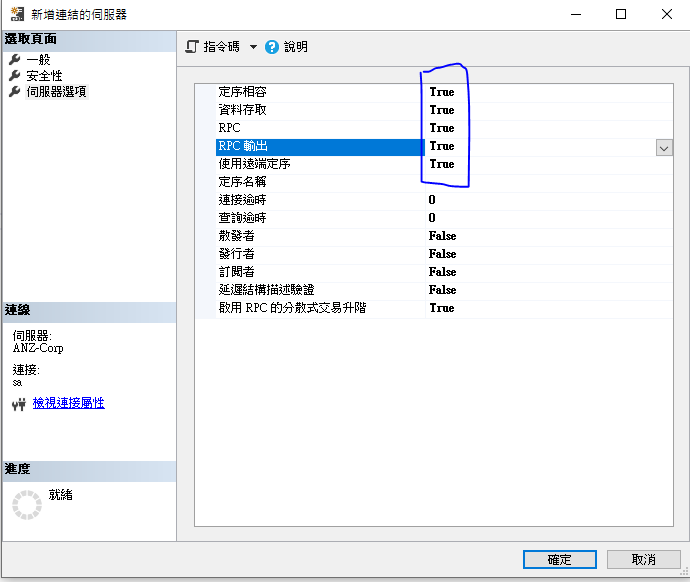 新增連結的伺服器
選取頁面
一般
安全性
伺服器選項
指令碼
說明
定序相容 True
資料存取 True
RPC True
RPC 輸出 True
使用遠端定序 True
定序名稱
連接逾時 0
查詢逾時 0
散發者 False
發行者 False
訂閱者 False
延遲結構描述驗證 False
啟用 RPC 的分散式交易升階 True
連線
伺服器:
ANZ-Corp
連接:
sa
檢視連接屬性
進度
就緒
確定
取消